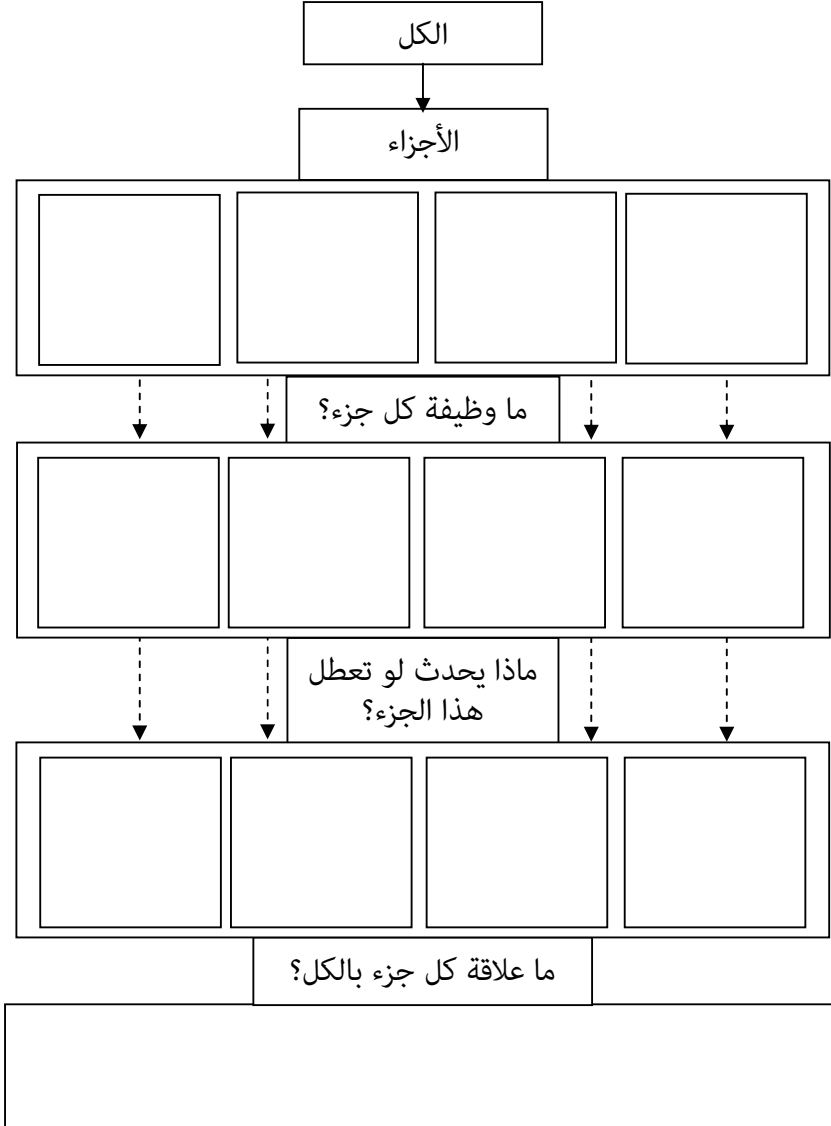 الكل
الأجزاء
ما وظيفة كل جزء؟
ماذا يحدث لو تعطل
هذا الجزء؟
ما علاقة كل جزء بالكل؟